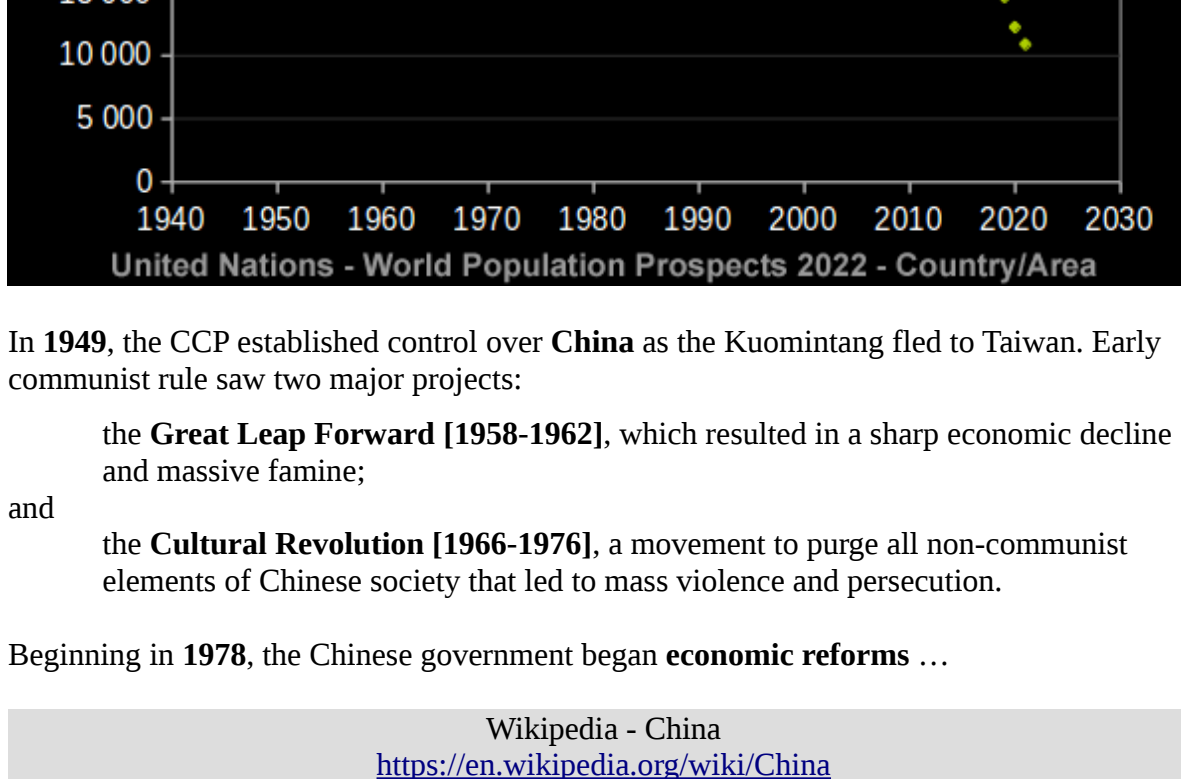 10 000
5 000
0
1940 1950 1960 1970 1980 1990 2000 2010 2020 2030
United Nations - World Population Prospects 2022 - Country/Area
In 1949, the CCP established control over China as the Kuomintang fled to Taiwan. Early
communist rule saw two major projects:
the Great Leap Forward [1958-1962], which resulted in a sharp economic decline
and massive famine;
and
the Cultural Revolution [1966-1976], a movement to purge all non-communist
elements of Chinese society that led to mass violence and persecution.
Beginning in 1978, the Chinese government began economic reforms …
Wikipedia - China
https://en.wikipedia.org/wiki/China